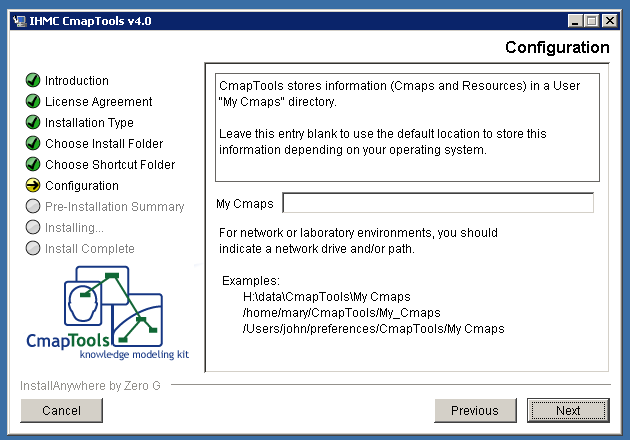 IHMC CmapTools v4.0
Configuration
Introduction
License Agreement
Installation Type
Choose Install Folder
Choose Shortcut Folder
Configuration
Pre-Installation Summary
Installing...
Install Complete
CmapTools
knowledge modeling kit
CmapTools stores information (Cmaps and Resources) in a User
"My Cmaps" directory.
Leave this entry blank to use the default location to store this
information depending on your operating system.
My Cmaps
For network or laboratory environments, you should
indicate a network drive and/or path.
Examples:
H:\data\CmapTools\My Cmaps
/home/mary/CmapTools/My_Cmaps
/Users/john/preferences/CmapTools/My Cmaps
InstallAnywhere by Zero G
Cancel
Previous
Next